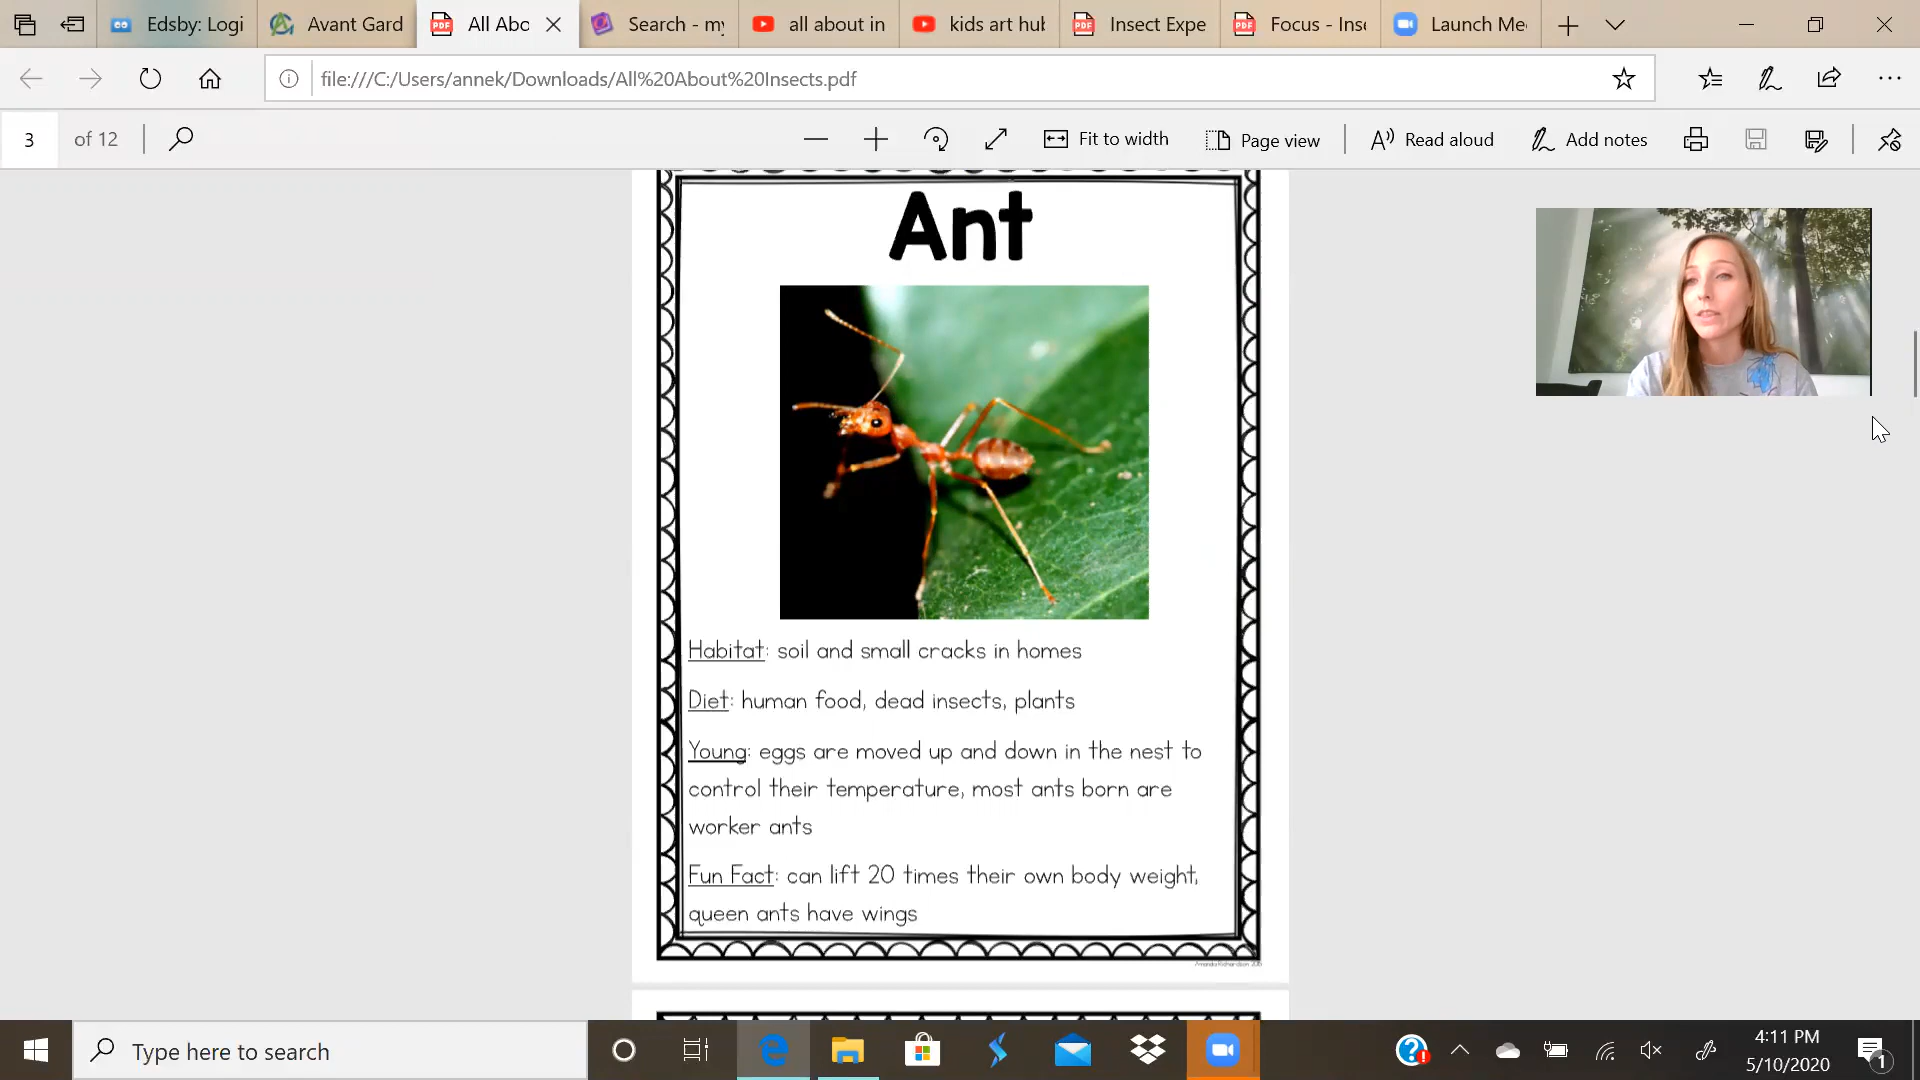 Edsby: Logi
Avant Gard
All Abo
Search - my
all about in
kids art hub
Insect Expe
Focus - Inse
Launch Me
file:///C:/Users/annek/Downloads/All%20About%20Insects.pdf
3 of 12
Fit to width
Page view
Read aloud
Add notes
Ant
Habitat: soil and small cracks in homes
Diet: human food, dead insects, plants
Young: eggs are moved up and down in the nest to
control their temperature, most ants born are
worker ants
Fun Fact: can lift 20 times their own body weight,
queen ants have wings
Type here to search
4:11 PM
5/10/2020
1